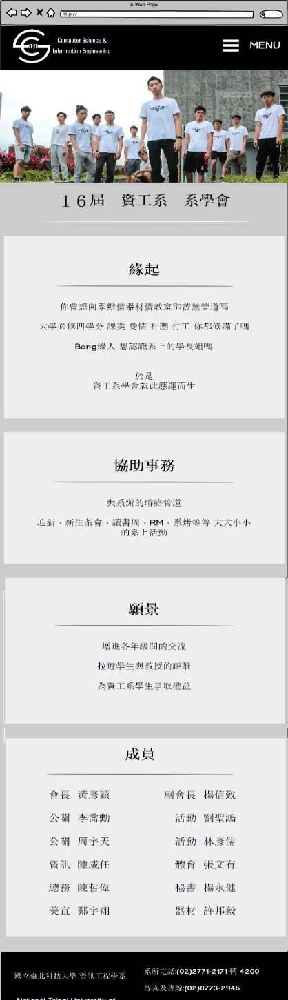 A Web Page
http://
NTUT
Computer Science &
Information Engineering
MENU
16屆 資工系 系學會
緣起
你曾想向系辦借器材借教室卻苦無管道嗎
大學必修四學分 課業 愛情 社團 打工 你都修滿了嗎
Bang緣人 想認識系上的學長姐嗎
於是
資工系學會就此應運而生
協助事務
與系辦的聯絡管道
迎新、新生茶會、讀書周、RM、系烤等等 大大小小
的系上活動
願景
增進各年級間的交流
拉近學生與教授的距離
為資工系學生爭取權益
成員
會長 黃彥穎 副會長 楊信致
公關 李喬勳 活動 劉聖鴻
公關 周宇天 活動 林彥儒
資訊 陳威任 體育 張文有
總務 陳哲偉 秘書 楊永健
美宣 鄭宇翔 器材 許邦毅
系所電話:(02)2771-2171 轉 4200
國立臺北科技大學 資訊工程學系
傳真及專線:(02)8773-2945
National Taipei University of